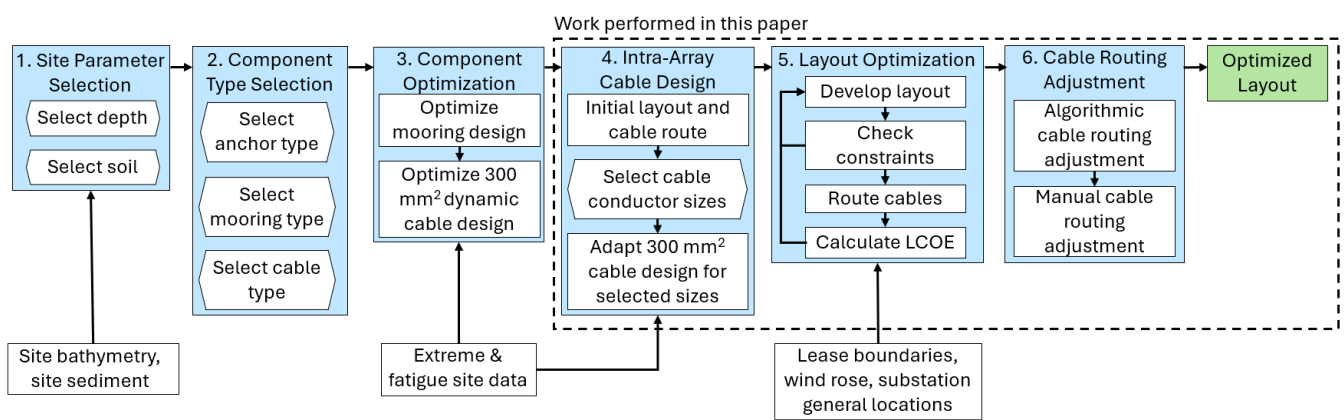 Work performed in this paper
1. Site Parameter
Selection
Select depth
Select soil
2. Component
Type Selection
Select
anchor type
Select
mooring type
Select cable
type
3. Component
Optimization
Optimize
mooring design
Optimize 300
mm² dynamic
cable design
4. Intra-Array
Cable Design
Initial layout and
cable route
Select cable
conductor sizes
Adapt 300 mm²
cable design for
selected sizes
5. Layout Optimization
Develop layout
Check
constraints
Route cables
Calculate LCOE
6. Cable Routing
Adjustment
Algorithmic
cable routing
adjustment
Manual cable
routing
adjustment
Optimized
Layout
Site bathymetry,
site sediment
Extreme &
fatigue site data
Lease boundaries,
wind rose, substation
general locations